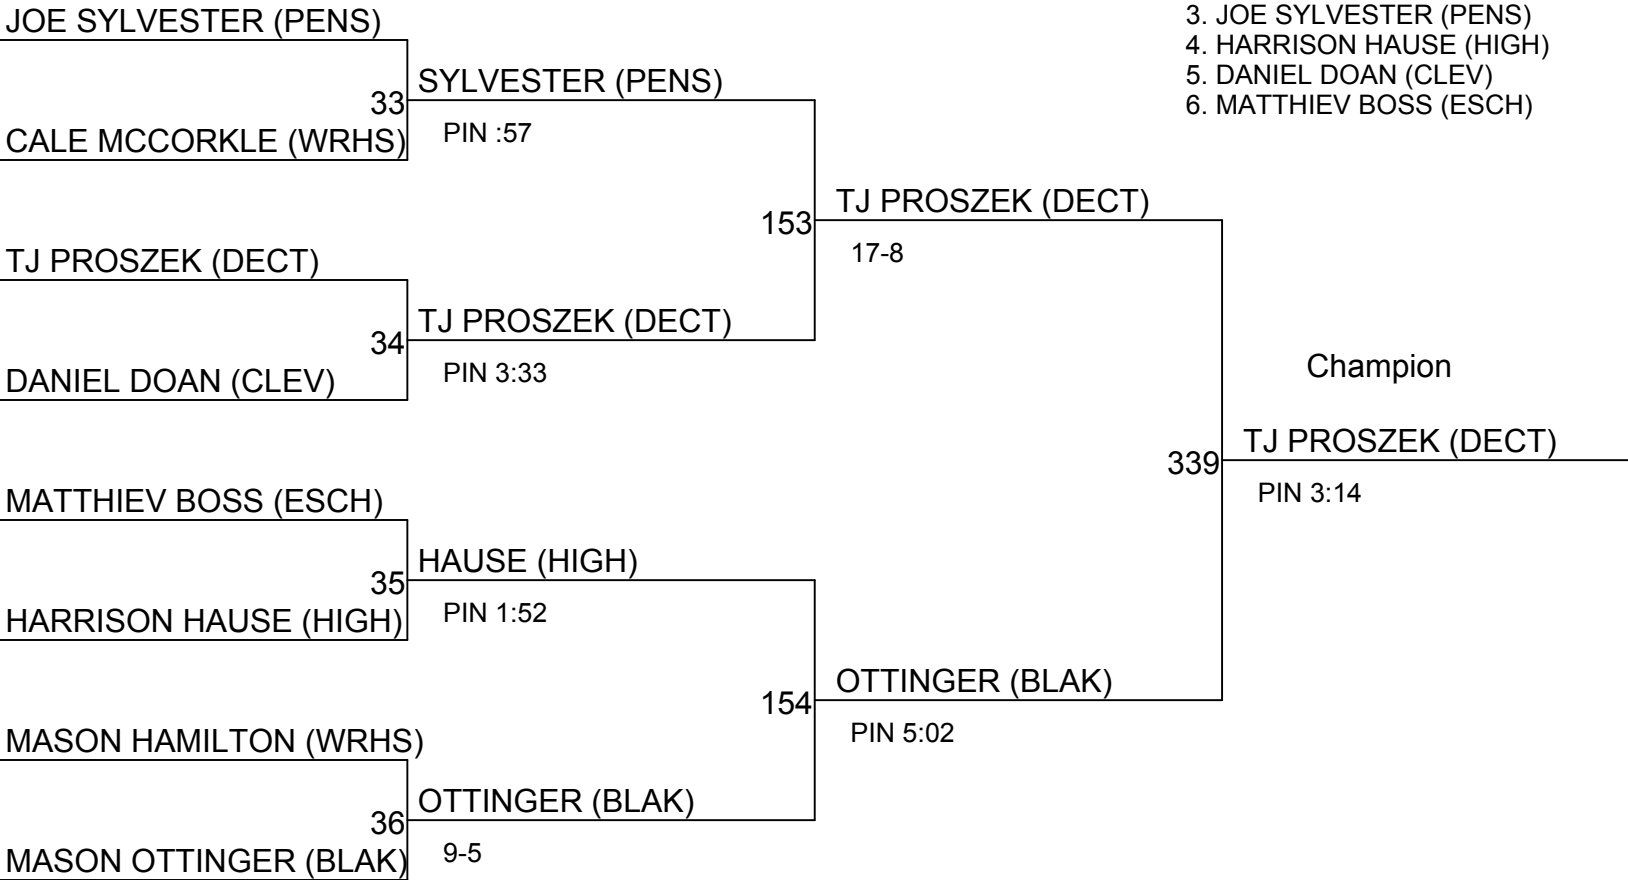 JOE SYLVESTER (PENS)
3. JOE SYLVESTER (PENS)
4. HARRISON HAUSE (HIGH)
5. DANIEL DOAN (CLEV)
6. MATTHIEV BOSS (ESCH)
SYLVESTER (PENS)
33
PIN :57
CALE MCCORKLE (WRHS)
TJ PROSZEK (DECT)
153
17-8
TJ PROSZEK (DECT)
TJ PROSZEK (DECT)
34
PIN 3:33
DANIEL DOAN (CLEV)
Champion
TJ PROSZEK (DECT)
339
PIN 3:14
MATTHIEV BOSS (ESCH)
HAUSE (HIGH)
35
PIN 1:52
HARRISON HAUSE (HIGH)
OTTINGER (BLAK)
154
PIN 5:02
MASON HAMILTON (WRHS)
OTTINGER (BLAK)
36
9-5
MASON OTTINGER (BLAK)